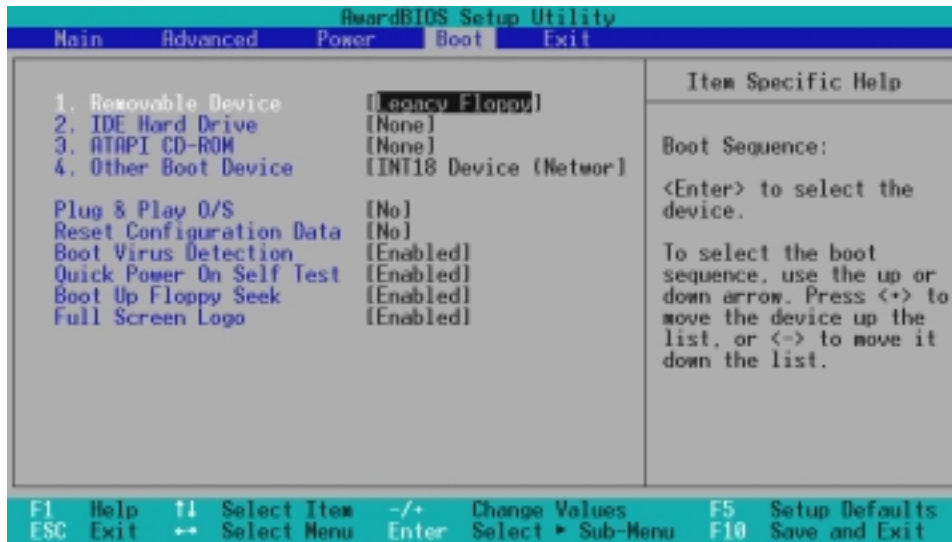 AwardBIOS Setup Utility
Main Advanced Power Boot Exit
1. Removable Device [Legacy Floppy]
2. IDE Hard Drive [None]
3. ATAPI CD-ROM [None]
4. Other Boot Device [INT18 Device (Networ]
Plug & Play O/S [No]
Reset Configuration Data [No]
Boot Virus Detection [Enabled]
Quick Power On Self Test [Enabled]
Boot Up Floppy Seek [Enabled]
Full Screen Logo [Enabled]
Item Specific Help
Boot Sequence:
<Enter> to select the
device.
To select the boot
sequence, use the up or
down arrow. Press <+> to
move the device up the
list, or <-> to move it
down the list.
F1 Help ↑↓ Select Item -/+ Change Values F5 Setup Defaults
ESC Exit ←→ Select Menu Enter Select ► Sub-Menu F10 Save and Exit